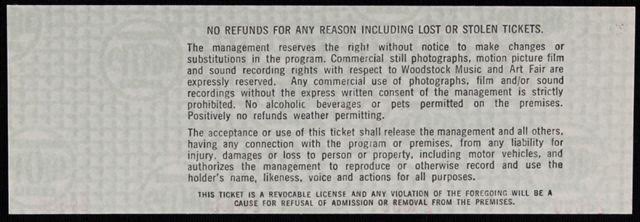 NO REFUNDS FOR ANY REASON INCLUDING LOST OR STOLEN TICKETS.
The management reserves the right without notice to make changes or
substitutions in the program. Commercial still photographs, motion picture film
and sound recording rights with respect to Woodstock Music and Art Fair are
expressly reserved. Any commercial use of photographs, film and/or sound
recordings without the express written consent of the management is strictly
prohibited. No alcoholic beverages or pets permitted on the premises.
Positively no refunds weather permitting.
The acceptance or use of this ticket shall release the management and all others,
having any connection with the program or premises, from any liability for
injury, damages or loss to person or property, including motor vehicles, and
authorizes the management to reproduce or otherwise record and use the
holder's name, likeness, voice and actions for all purposes.
THIS TICKET IS A REVOCABLE LICENSE AND ANY VIOLATION OF THE FOREGOING WILL BE A
CAUSE FOR REFUSAL OF ADMISSION OR REMOVAL FROM THE PREMISES.